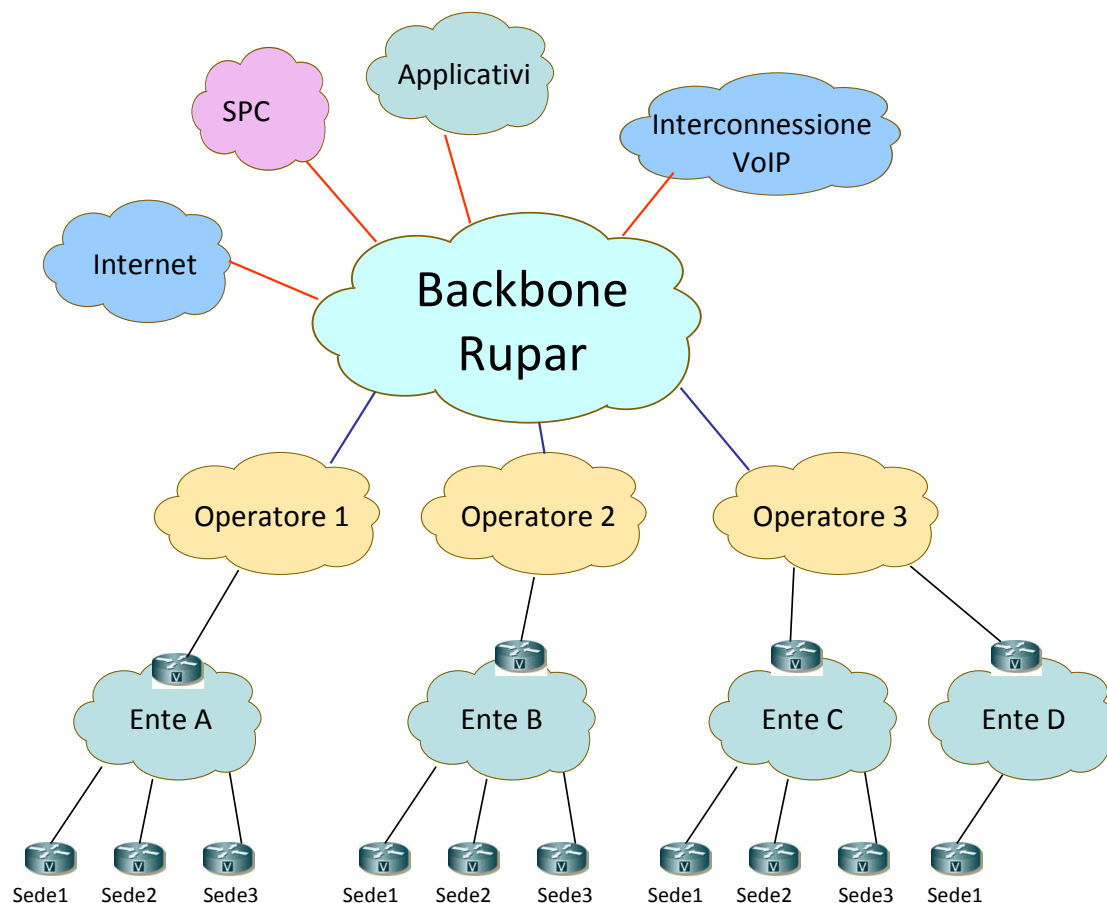 Applicativi
SPC
Interconnessione
VoIP
Internet
Backbone
Rupar
Operatore 1
Operatore 2
Operatore 3
V
V
V
V
Ente A
Ente B
Ente C
Ente D
V
V
V
V
V
V
V
V
V
V
Sede1
Sede2
Sede3
Sede1
Sede2
Sede3
Sede1
Sede2
Sede3
Sede1